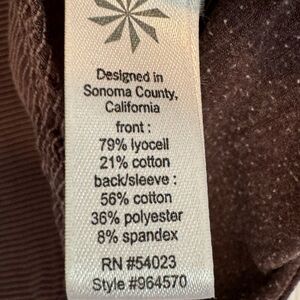 Designed in
Sonoma County,
California
front :
79% lyocell
21% cotton
back/sleeve :
56% cotton
36% polyester
8% spandex
RN #54023
Style #964570